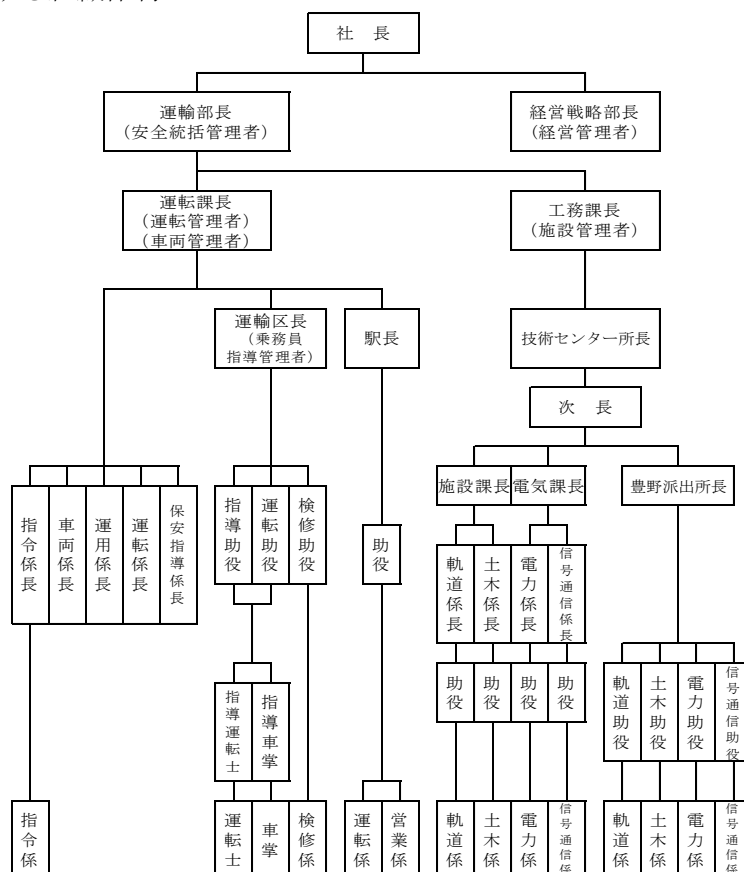 社　長
運輸部長
（安全統括管理者）
経営戦略部長
（経営管理者）
運転課長
（運転管理者）
（車両管理者）
工務課長
（施設管理者）
運輸区長
（乗務員
指導管理者）
駅長
技術センター所長
次　長
施設課長
電気課長
豊野派出所長
指令係長
車両係長
運用係長
運転係長
保安指導係長
指導助役
運転助役
検修助役
助役
軌道係長
土木係長
電力係長
信号通信係長
助役
助役
助役
助役
軌道助役
土木助役
電力助役
信号通信助役
指導運転士
指導車掌
指令係
運転士
車掌
検修係
運転係
営業係
軌道係
土木係
電力係
信号通信係
軌道係
土木係
電力係
信号通信係